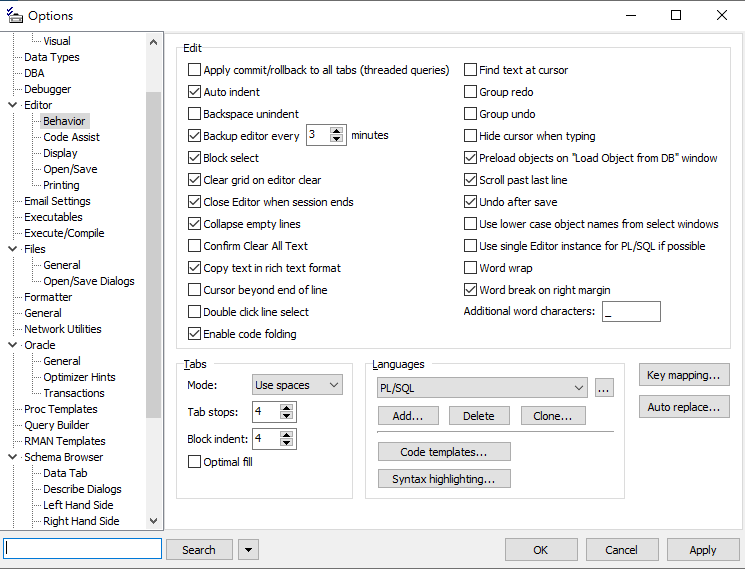 Options
Visual
Data Types
DBA
Debugger
Editor
Behavior
Code Assist
Display
Open/Save
Printing
Email Settings
Executables
Execute/Compile
Files
General
Open/Save Dialogs
Formatter
General
Network Utilities
Oracle
General
Optimizer Hints
Transactions
Proc Templates
Query Builder
RMAN Templates
Schema Browser
Data Tab
Describe Dialogs
Left Hand Side
Right Hand Side
Edit
Apply commit/rollback to all tabs (threaded queries)
Auto indent
Backspace unindent
Backup editor every 3 minutes
Block select
Clear grid on editor clear
Close Editor when session ends
Collapse empty lines
Confirm Clear All Text
Copy text in rich text format
Cursor beyond end of line
Double click line select
Enable code folding
Find text at cursor
Group redo
Group undo
Hide cursor when typing
Preload objects on "Load Object from DB" window
Scroll past last line
Undo after save
Use lower case object names from select windows
Use single Editor instance for PL/SQL if possible
Word wrap
Word break on right margin
Additional word characters: _
Tabs
Mode: Use spaces
Tab stops: 4
Block indent: 4
Optimal fill
Languages
PL/SQL ...
Add... Delete Clone...
Code templates...
Syntax highlighting...
Key mapping...
Auto replace...
Search OK Cancel Apply